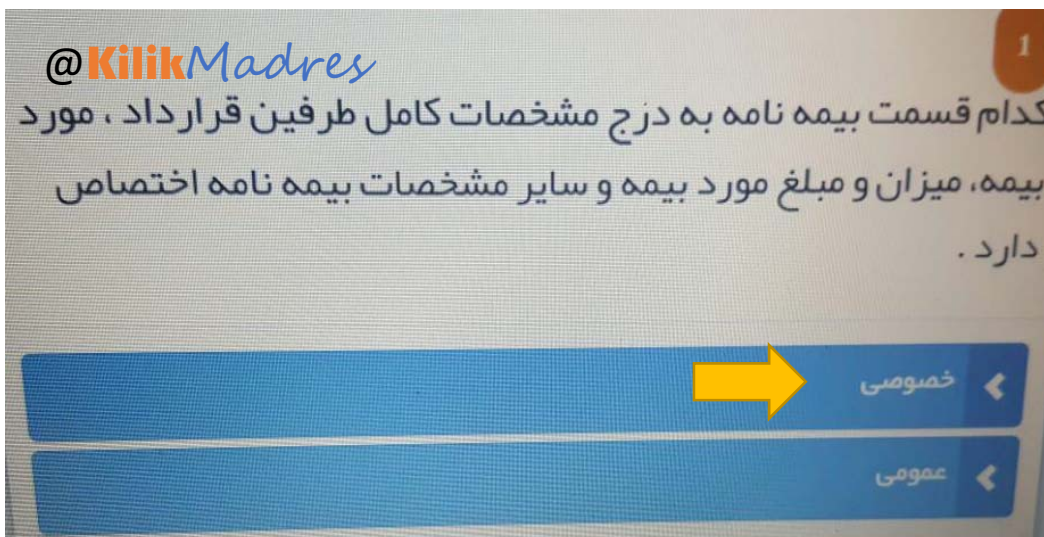 @KilikMadres
1
کدام قسمت بیمه نامه به درج مشخصات کامل طرفین قرارداد ، مورد
بیمه، میزان و مبلغ مورد بیمه و سایر مشخصات بیمه نامه اختصاص
دارد .
خصوصی
عمومی